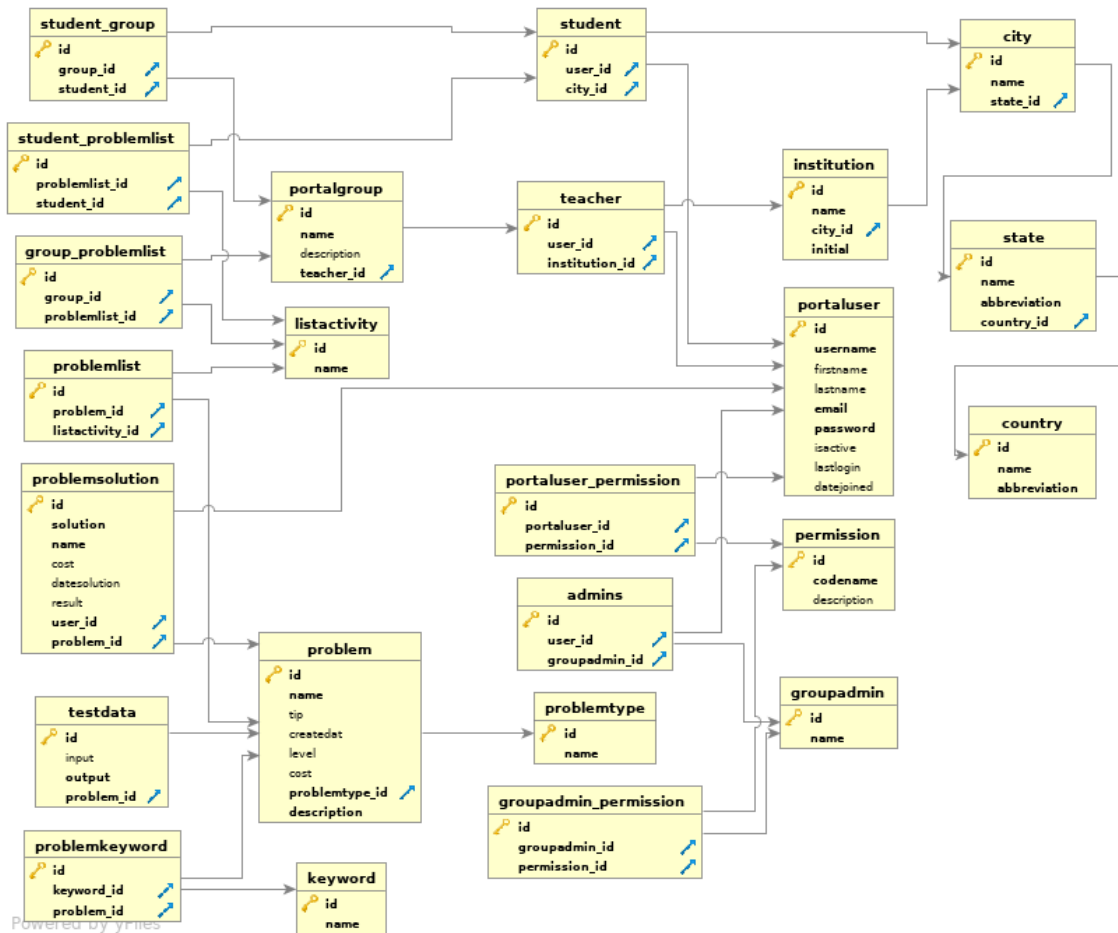 student_group
id
group_id
student_id
student
id
user_id
city_id
city
id
name
state_id
student_problemlist
id
problemlist_id
student_id
portalgroup
id
name
description
teacher_id
teacher
id
user_id
institution_id
institution
id
name
city_id
initial
group_problemlist
id
group_id
problemlist_id
state
id
name
abbreviation
country_id
listactivity
id
name
portaluser
id
username
firstname
lastname
email
password
isactive
lastlogin
datejoined
problemlist
id
problem_id
listactivity_id
country
id
name
abbreviation
problemsolution
id
solution
name
cost
datesolution
result
user_id
problem_id
portaluser_permission
id
portaluser_id
permission_id
permission
id
codename
description
admins
id
user_id
groupadmin_id
problem
id
name
tip
createdat
level
cost
problemtype_id
description
testdata
id
input
output
problem_id
problemtype
id
name
groupadmin
id
name
groupadmin_permission
id
groupadmin_id
permission_id
problemkeyword
id
keyword_id
problem_id
keyword
id
name
Powered by yFiles